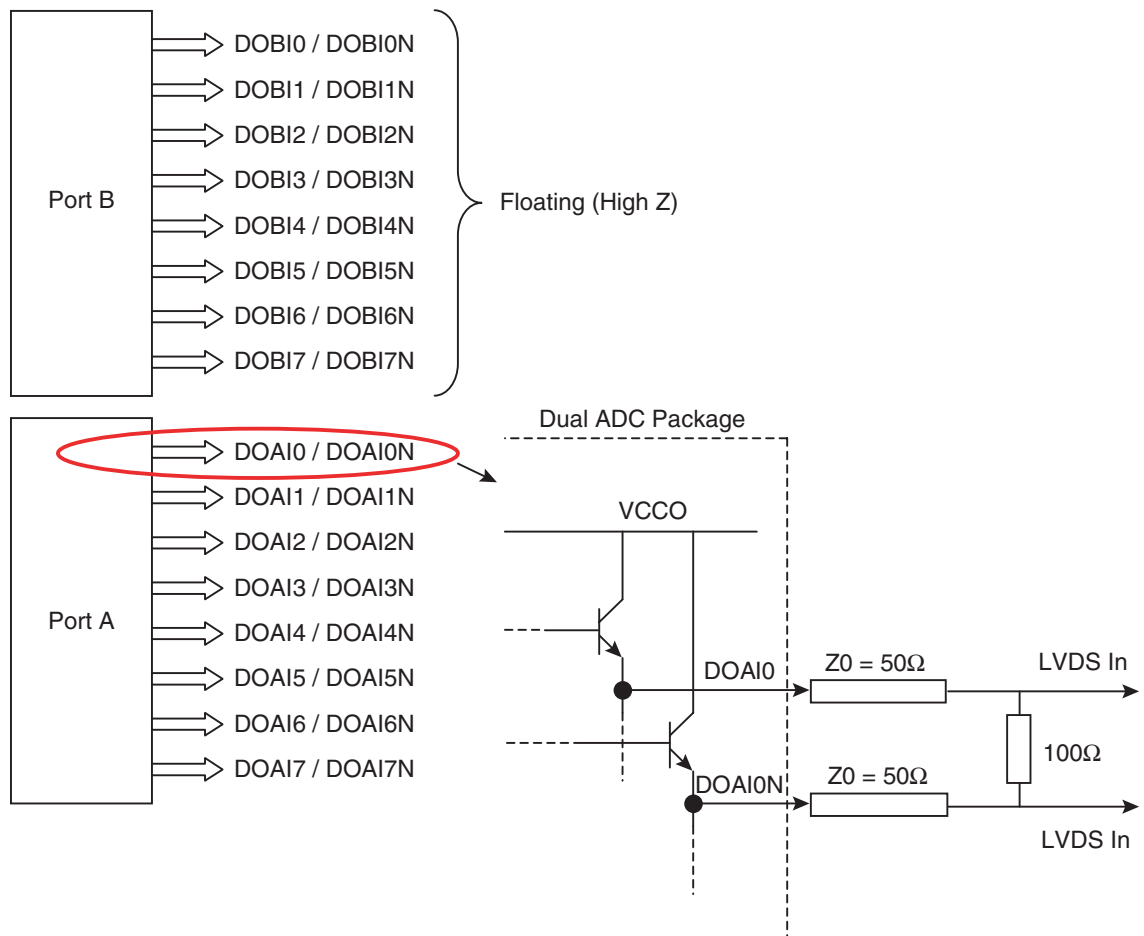 Port B
DOBI0 / DOBI0N
DOBI1 / DOBI1N
DOBI2 / DOBI2N
DOBI3 / DOBI3N
DOBI4 / DOBI4N
DOBI5 / DOBI5N
DOBI6 / DOBI6N
DOBI7 / DOBI7N
Floating (High Z)
Port A
DOAI0 / DOAI0N
DOAI1 / DOAI1N
DOAI2 / DOAI2N
DOAI3 / DOAI3N
DOAI4 / DOAI4N
DOAI5 / DOAI5N
DOAI6 / DOAI6N
DOAI7 / DOAI7N
Dual ADC Package
VCCO
DOAI0
Z0 = 50Ω
LVDS In
100Ω
DOAI0N
Z0 = 50Ω
LVDS In